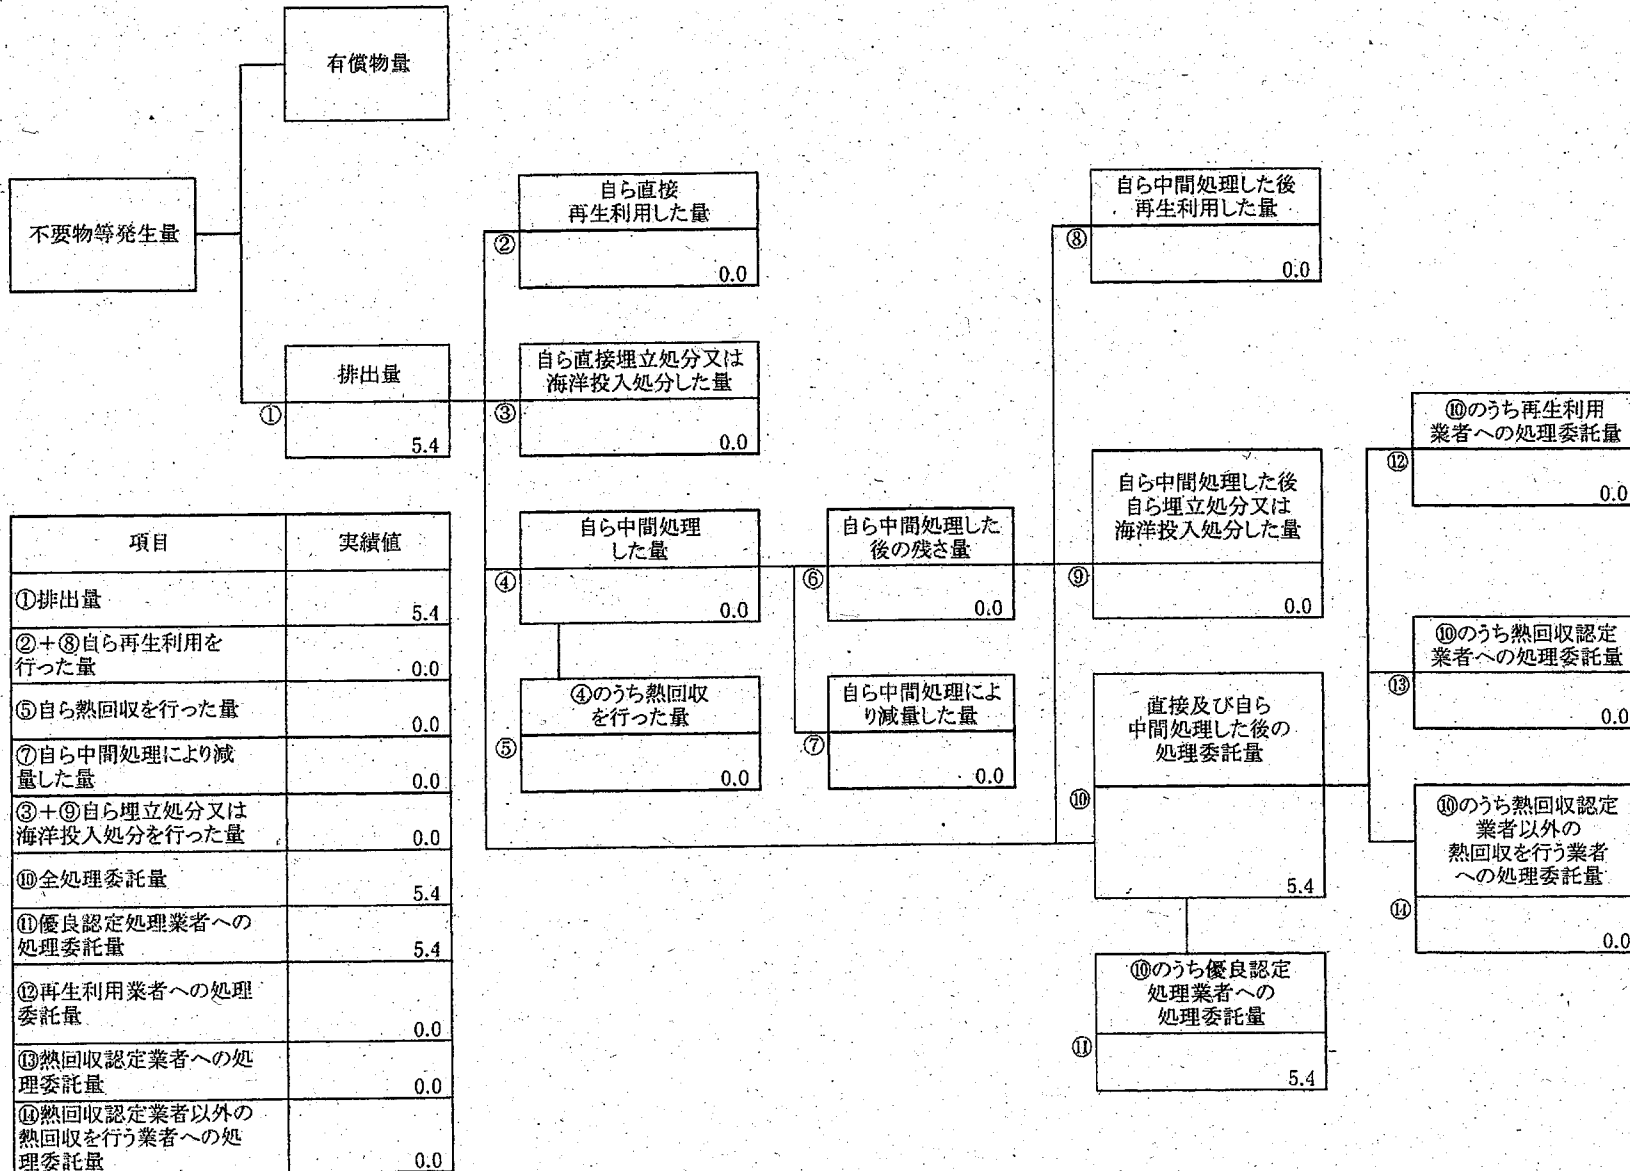 有償物量
不要物等発生量
自ら直接
再生利用した量
②
0.0
自ら中間処理した後
再生利用した量
⑧
0.0
排出量
①
5.4
自ら直接埋立処分又は
海洋投入処分した量
③
0.0
⑩のうち再生利用
業者への処理委託量
⑫
0.0
自ら中間処理
した量
④
0.0
自ら中間処理した
後の残さ量
⑥
0.0
自ら中間処理した後
自ら埋立処分又は
海洋投入処分した量
⑨
0.0
⑩のうち熱回収認定
業者への処理委託量
⑬
0.0
④のうち熱回収
を行った量
⑤
0.0
自ら中間処理によ
り減量した量
⑦
0.0
直接及び自ら
中間処理した後の
処理委託量
⑩
5.4
⑩のうち熱回収認定
業者以外の
熱回収を行う業者
への処理委託量
⑭
0.0
⑩のうち優良認定
処理業者への
処理委託量
⑪
5.4
項目 実績値
①排出量 5.4
②+⑧自ら再生利用を
行った量 0.0
⑤自ら熱回収を行った量 0.0
⑦自ら中間処理により減
量した量 0.0
③+⑨自ら埋立処分又は
海洋投入処分を行った量 0.0
⑩全処理委託量 5.4
⑪優良認定処理業者への
処理委託量 5.4
⑫再生利用業者への処理
委託量 0.0
⑬熱回収認定業者への処
理委託量 0.0
⑭熱回収認定業者以外の
熱回収を行う業者への処
理委託量 0.0